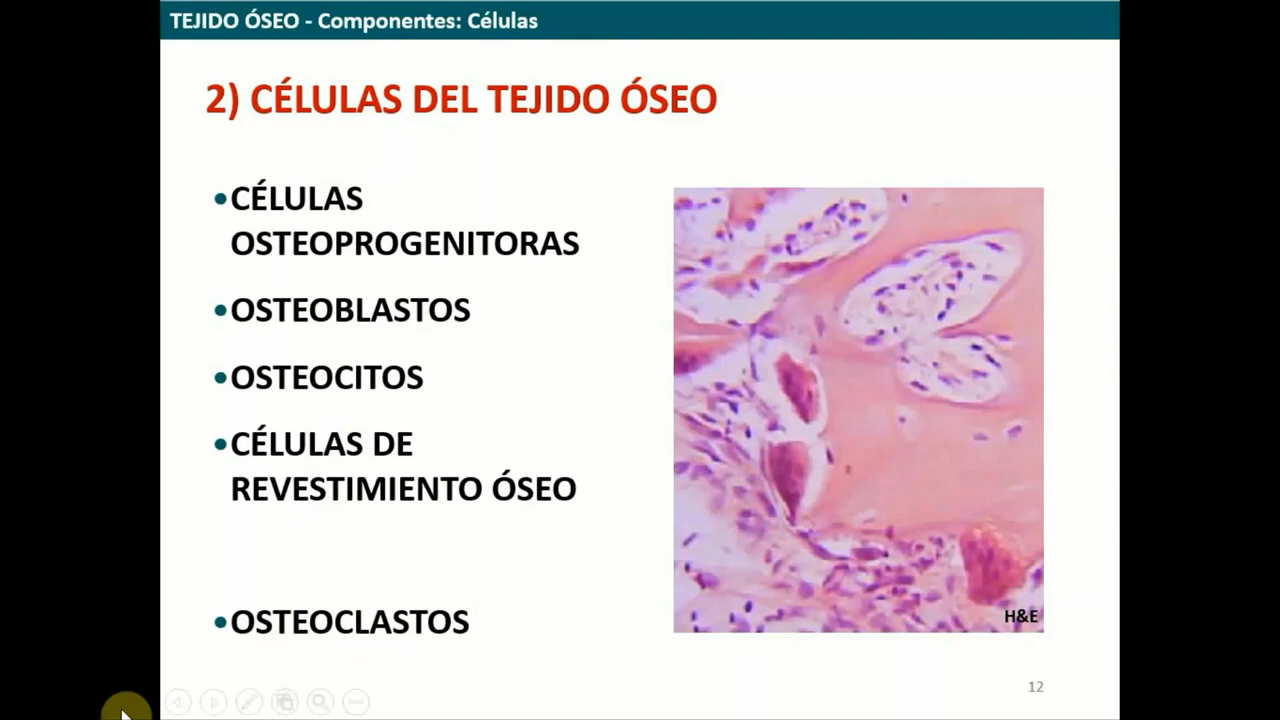 TEJIDO ÓSEO - Componentes: Células
2) CÉLULAS DEL TEJIDO ÓSEO
•CÉLULAS
OSTEOPROGENITORAS
•OSTEOBLASTOS
•OSTEOCITOS
•CÉLULAS DE
REVESTIMIENTO ÓSEO
•OSTEOCLASTOS
H&E
12